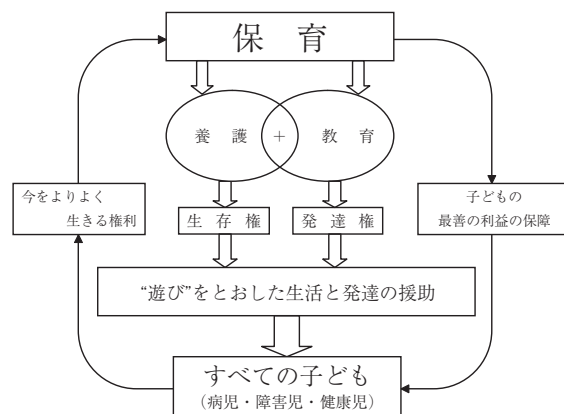 保育
養護 + 教育
今をよりよく
生きる権利
生存権
発達権
子どもの
最善の利益の保障
“遊び”をとおした生活と発達の援助
すべての子ども
（病児・障害児・健康児）